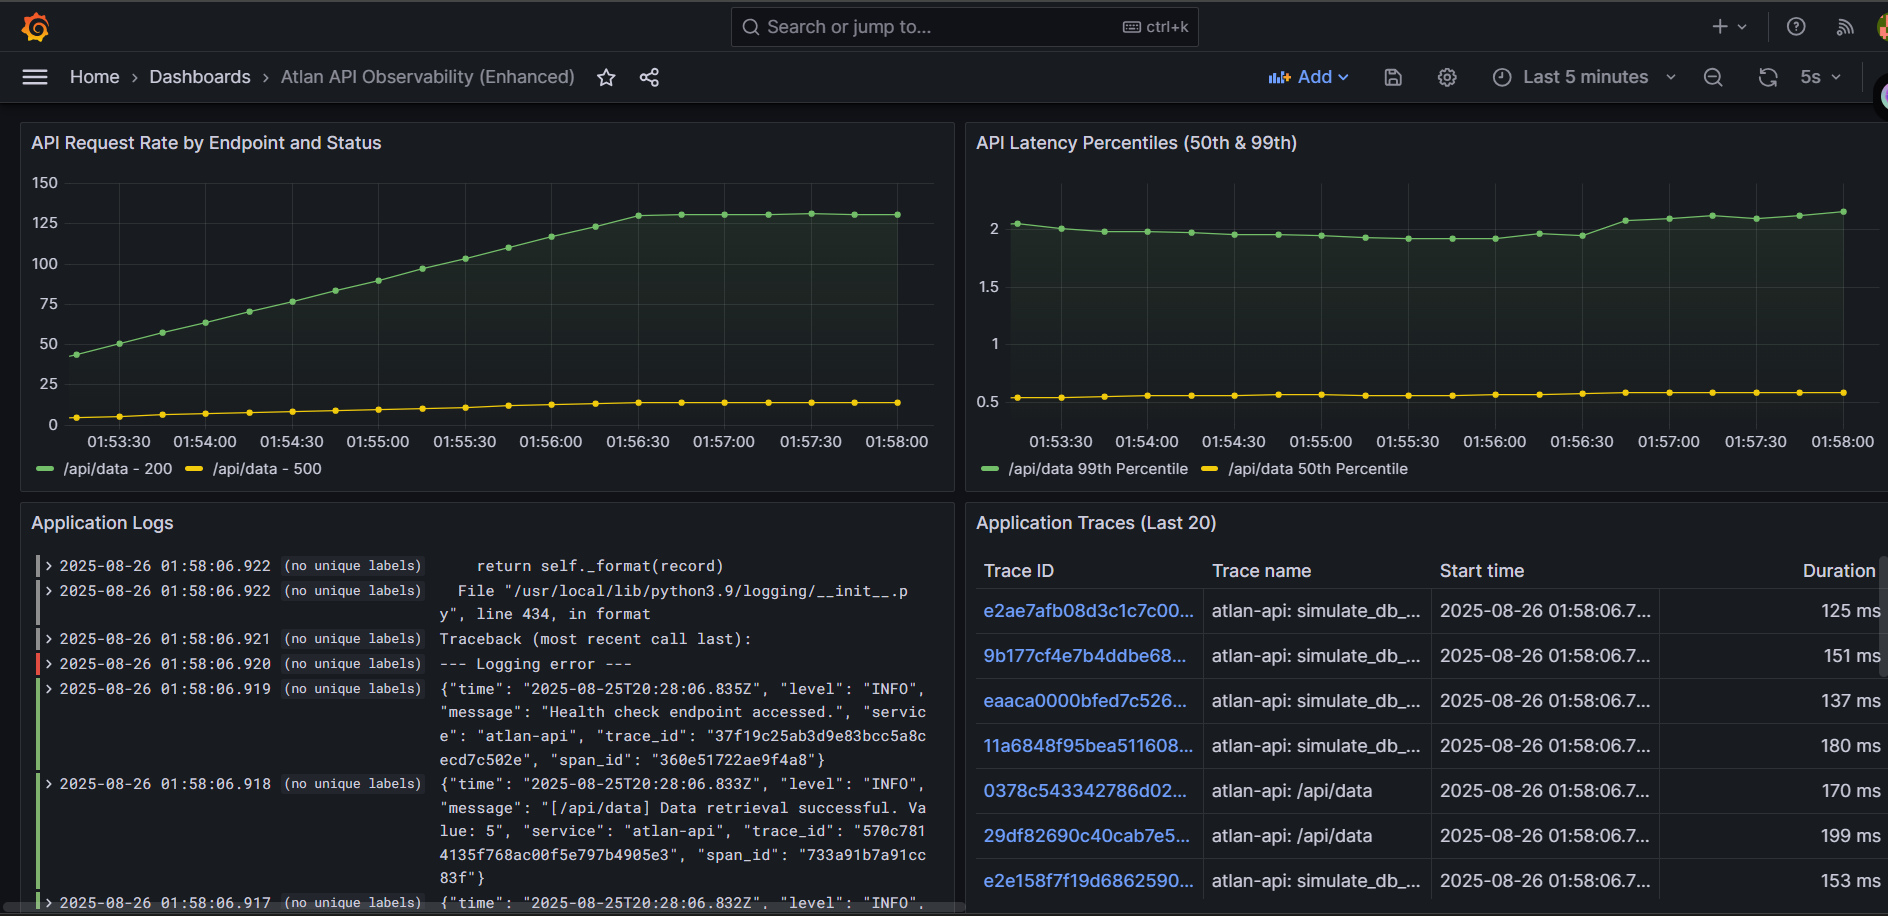 Search or jump to...
ctrl+k
Home › Dashboards › Atlan API Observability (Enhanced)
Add
Last 5 minutes
5s
API Request Rate by Endpoint and Status
150
125
100
75
50
25
0
01:53:30 01:54:00 01:54:30 01:55:00 01:55:30 01:56:00 01:56:30 01:57:00 01:57:30 01:58:00
/api/data - 200 /api/data - 500
API Latency Percentiles (50th & 99th)
2
1.5
1
0.5
01:53:30 01:54:00 01:54:30 01:55:00 01:55:30 01:56:00 01:56:30 01:57:00 01:57:30 01:58:00
/api/data 99th Percentile /api/data 50th Percentile
Application Logs
> 2025-08-26 01:58:06.922 (no unique labels) return self._format(record)
> 2025-08-26 01:58:06.922 (no unique labels) File "/usr/local/lib/python3.9/logging/__init__.p
y", line 434, in format
> 2025-08-26 01:58:06.921 (no unique labels) Traceback (most recent call last):
> 2025-08-26 01:58:06.920 (no unique labels) --- Logging error ---
> 2025-08-26 01:58:06.919 (no unique labels) {"time": "2025-08-25T20:28:06.835Z", "level": "INFO",
"message": "Health check endpoint accessed.", "servic
e": "atlan-api", "trace_id": "37f19c25ab3d9e83bcc5a8c
ecd7c502e", "span_id": "360e51722ae9f4a8"}
> 2025-08-26 01:58:06.918 (no unique labels) {"time": "2025-08-25T20:28:06.833Z", "level": "INFO",
"message": "[/api/data] Data retrieval successful. Va
lue: 5", "service": "atlan-api", "trace_id": "570c781
4135f768ac00f5e797b4905e3", "span_id": "733a91b7a91cc
83f"}
> 2025-08-26 01:58:06.917 (no unique labels) {"time": "2025-08-25T20:28:06.832Z", "level": "INFO",
Application Traces (Last 20)
Trace ID Trace name Start time Duration
e2ae7afb08d3c1c7c00... atlan-api: simulate_db_... 2025-08-26 01:58:06.7... 125 ms
9b177cf4e7b4ddbe68... atlan-api: simulate_db_... 2025-08-26 01:58:06.7... 151 ms
eaaca0000bfed7c526... atlan-api: simulate_db_... 2025-08-26 01:58:06.7... 137 ms
11a6848f95bea511608... atlan-api: simulate_db_... 2025-08-26 01:58:06.7... 180 ms
0378c543342786d02... atlan-api: /api/data 2025-08-26 01:58:06.7... 170 ms
29df82690c40cab7e5... atlan-api: /api/data 2025-08-26 01:58:06.7... 199 ms
e2e158f7f19d6862590... atlan-api: simulate_db_... 2025-08-26 01:58:06.7... 153 ms